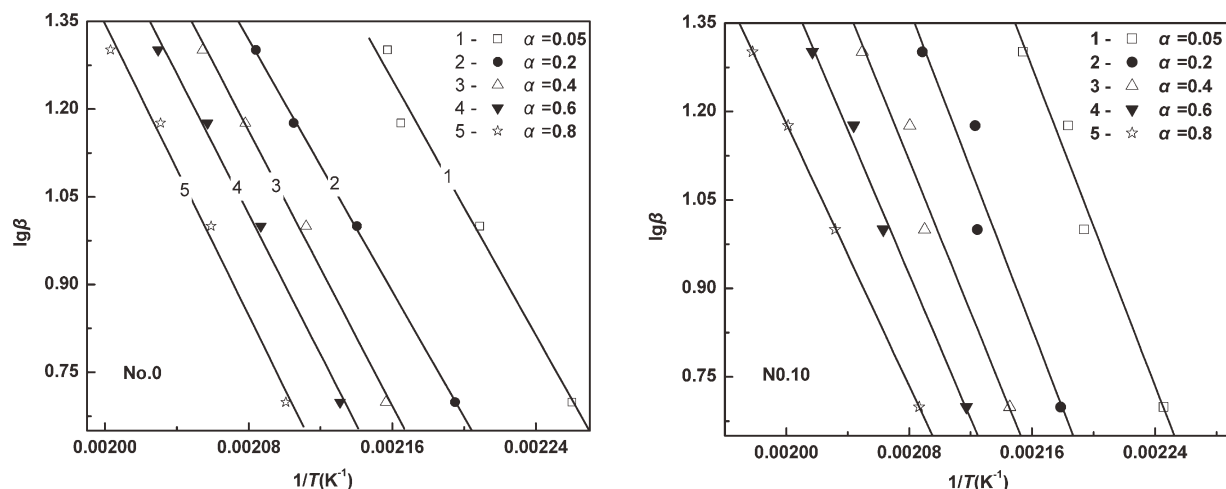 1.35
1.20
1.05
0.90
0.75
lgβ
1 - □ α =0.05
2 - ● α =0.2
3 - △ α =0.4
4 - ▼ α =0.6
5 - ☆ α =0.8
5
4
3
2
1
No.0
0.00200
0.00208
0.00216
0.00224
1/T(K⁻¹)
1.35
1.20
1.05
0.90
0.75
lgβ
1 - □ α =0.05
2 - ● α =0.2
3 - △ α =0.4
4 - ▼ α =0.6
5 - ☆ α =0.8
N0.10
0.00200
0.00208
0.00216
0.00224
1/T(K⁻¹)